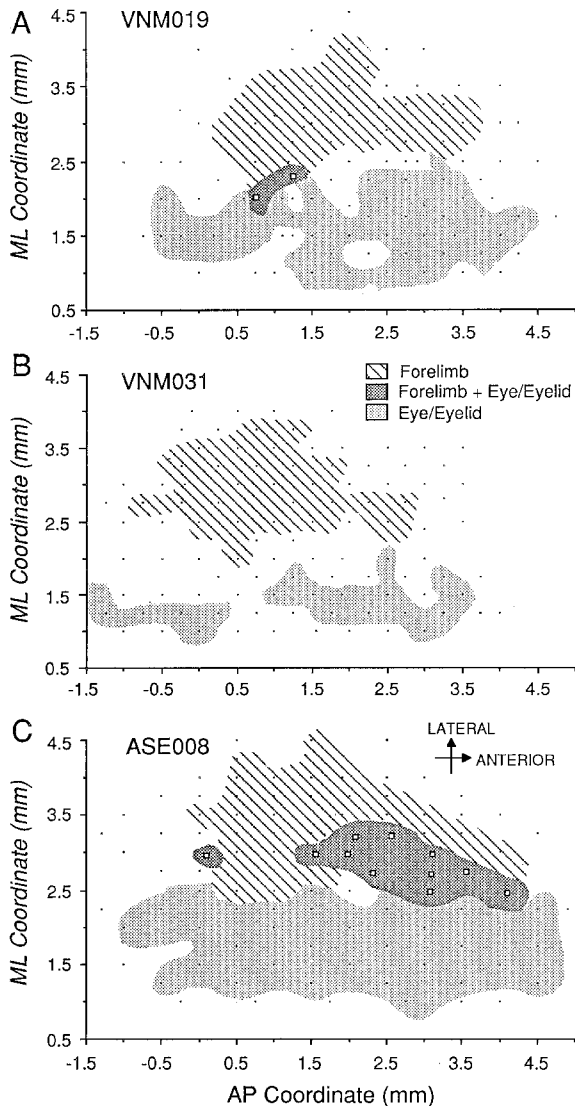 A VNM019
ML Coordinate (mm)
4.5
3.5
2.5
1.5
0.5
-1.5 -0.5 0.5 1.5 2.5 3.5 4.5
B VNM031
Forelimb
Forelimb + Eye/Eyelid
Eye/Eyelid
ML Coordinate (mm)
4.5
3.5
2.5
1.5
0.5
-1.5 -0.5 0.5 1.5 2.5 3.5 4.5
C ASE008
LATERAL
ANTERIOR
ML Coordinate (mm)
4.5
3.5
2.5
1.5
0.5
-1.5 -0.5 0.5 1.5 2.5 3.5 4.5
AP Coordinate (mm)